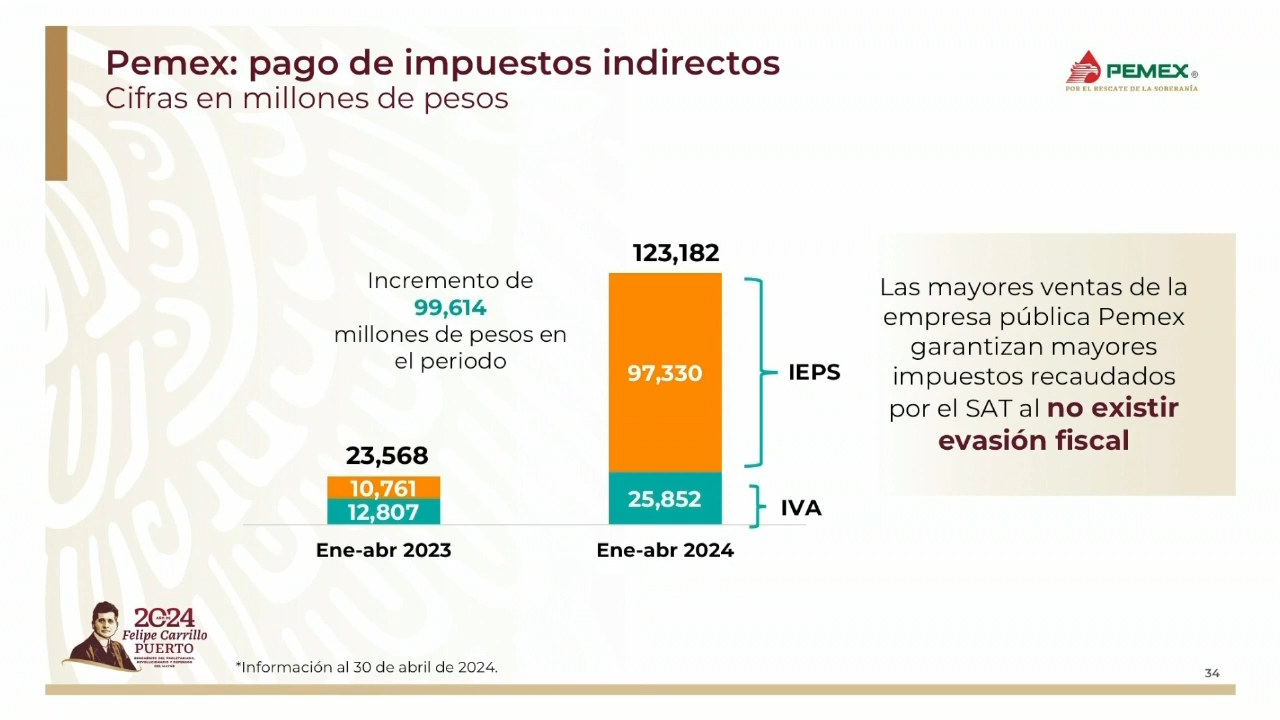 Pemex: pago de impuestos indirectos
Cifras en millones de pesos
PEMEX®
POR EL RESCATE DE LA SOBERANÍA
Incremento de
99,614
millones de pesos en
el periodo
123,182
97,330
25,852
IEPS
IVA
23,568
10,761
12,807
Ene-abr 2023
Ene-abr 2024
Las mayores ventas de la
empresa pública Pemex
garantizan mayores
impuestos recaudados
por el SAT al no existir
evasión fiscal
2024
AÑO DE
Felipe Carrillo
PUERTO
*Información al 30 de abril de 2024.
34